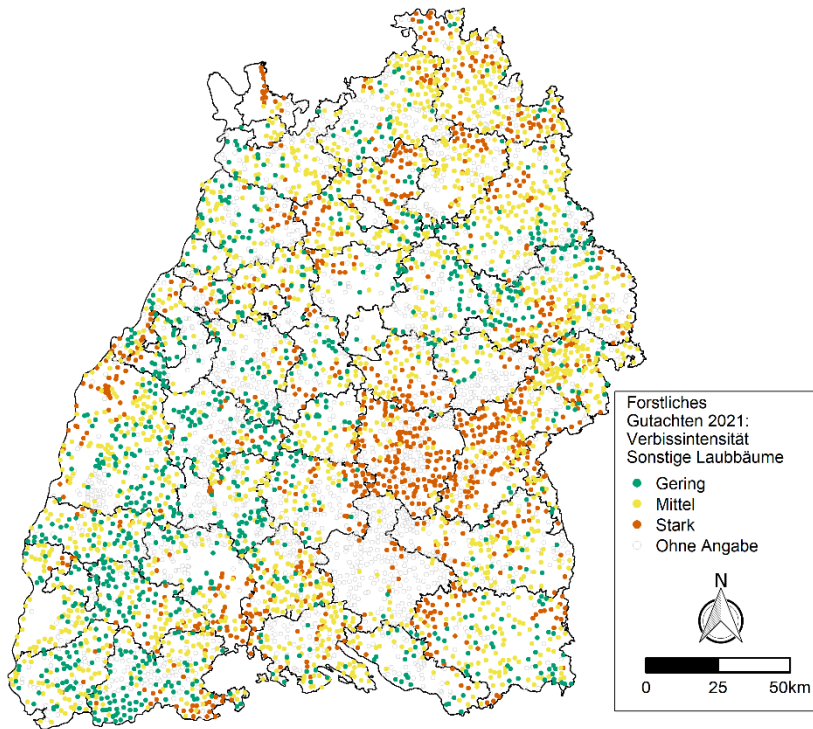 Forstliches
Gutachten 2021:
Verbissintensität
Sonstige Laubbäume
Gering
Mittel
Stark
Ohne Angabe
N
0 25 50km